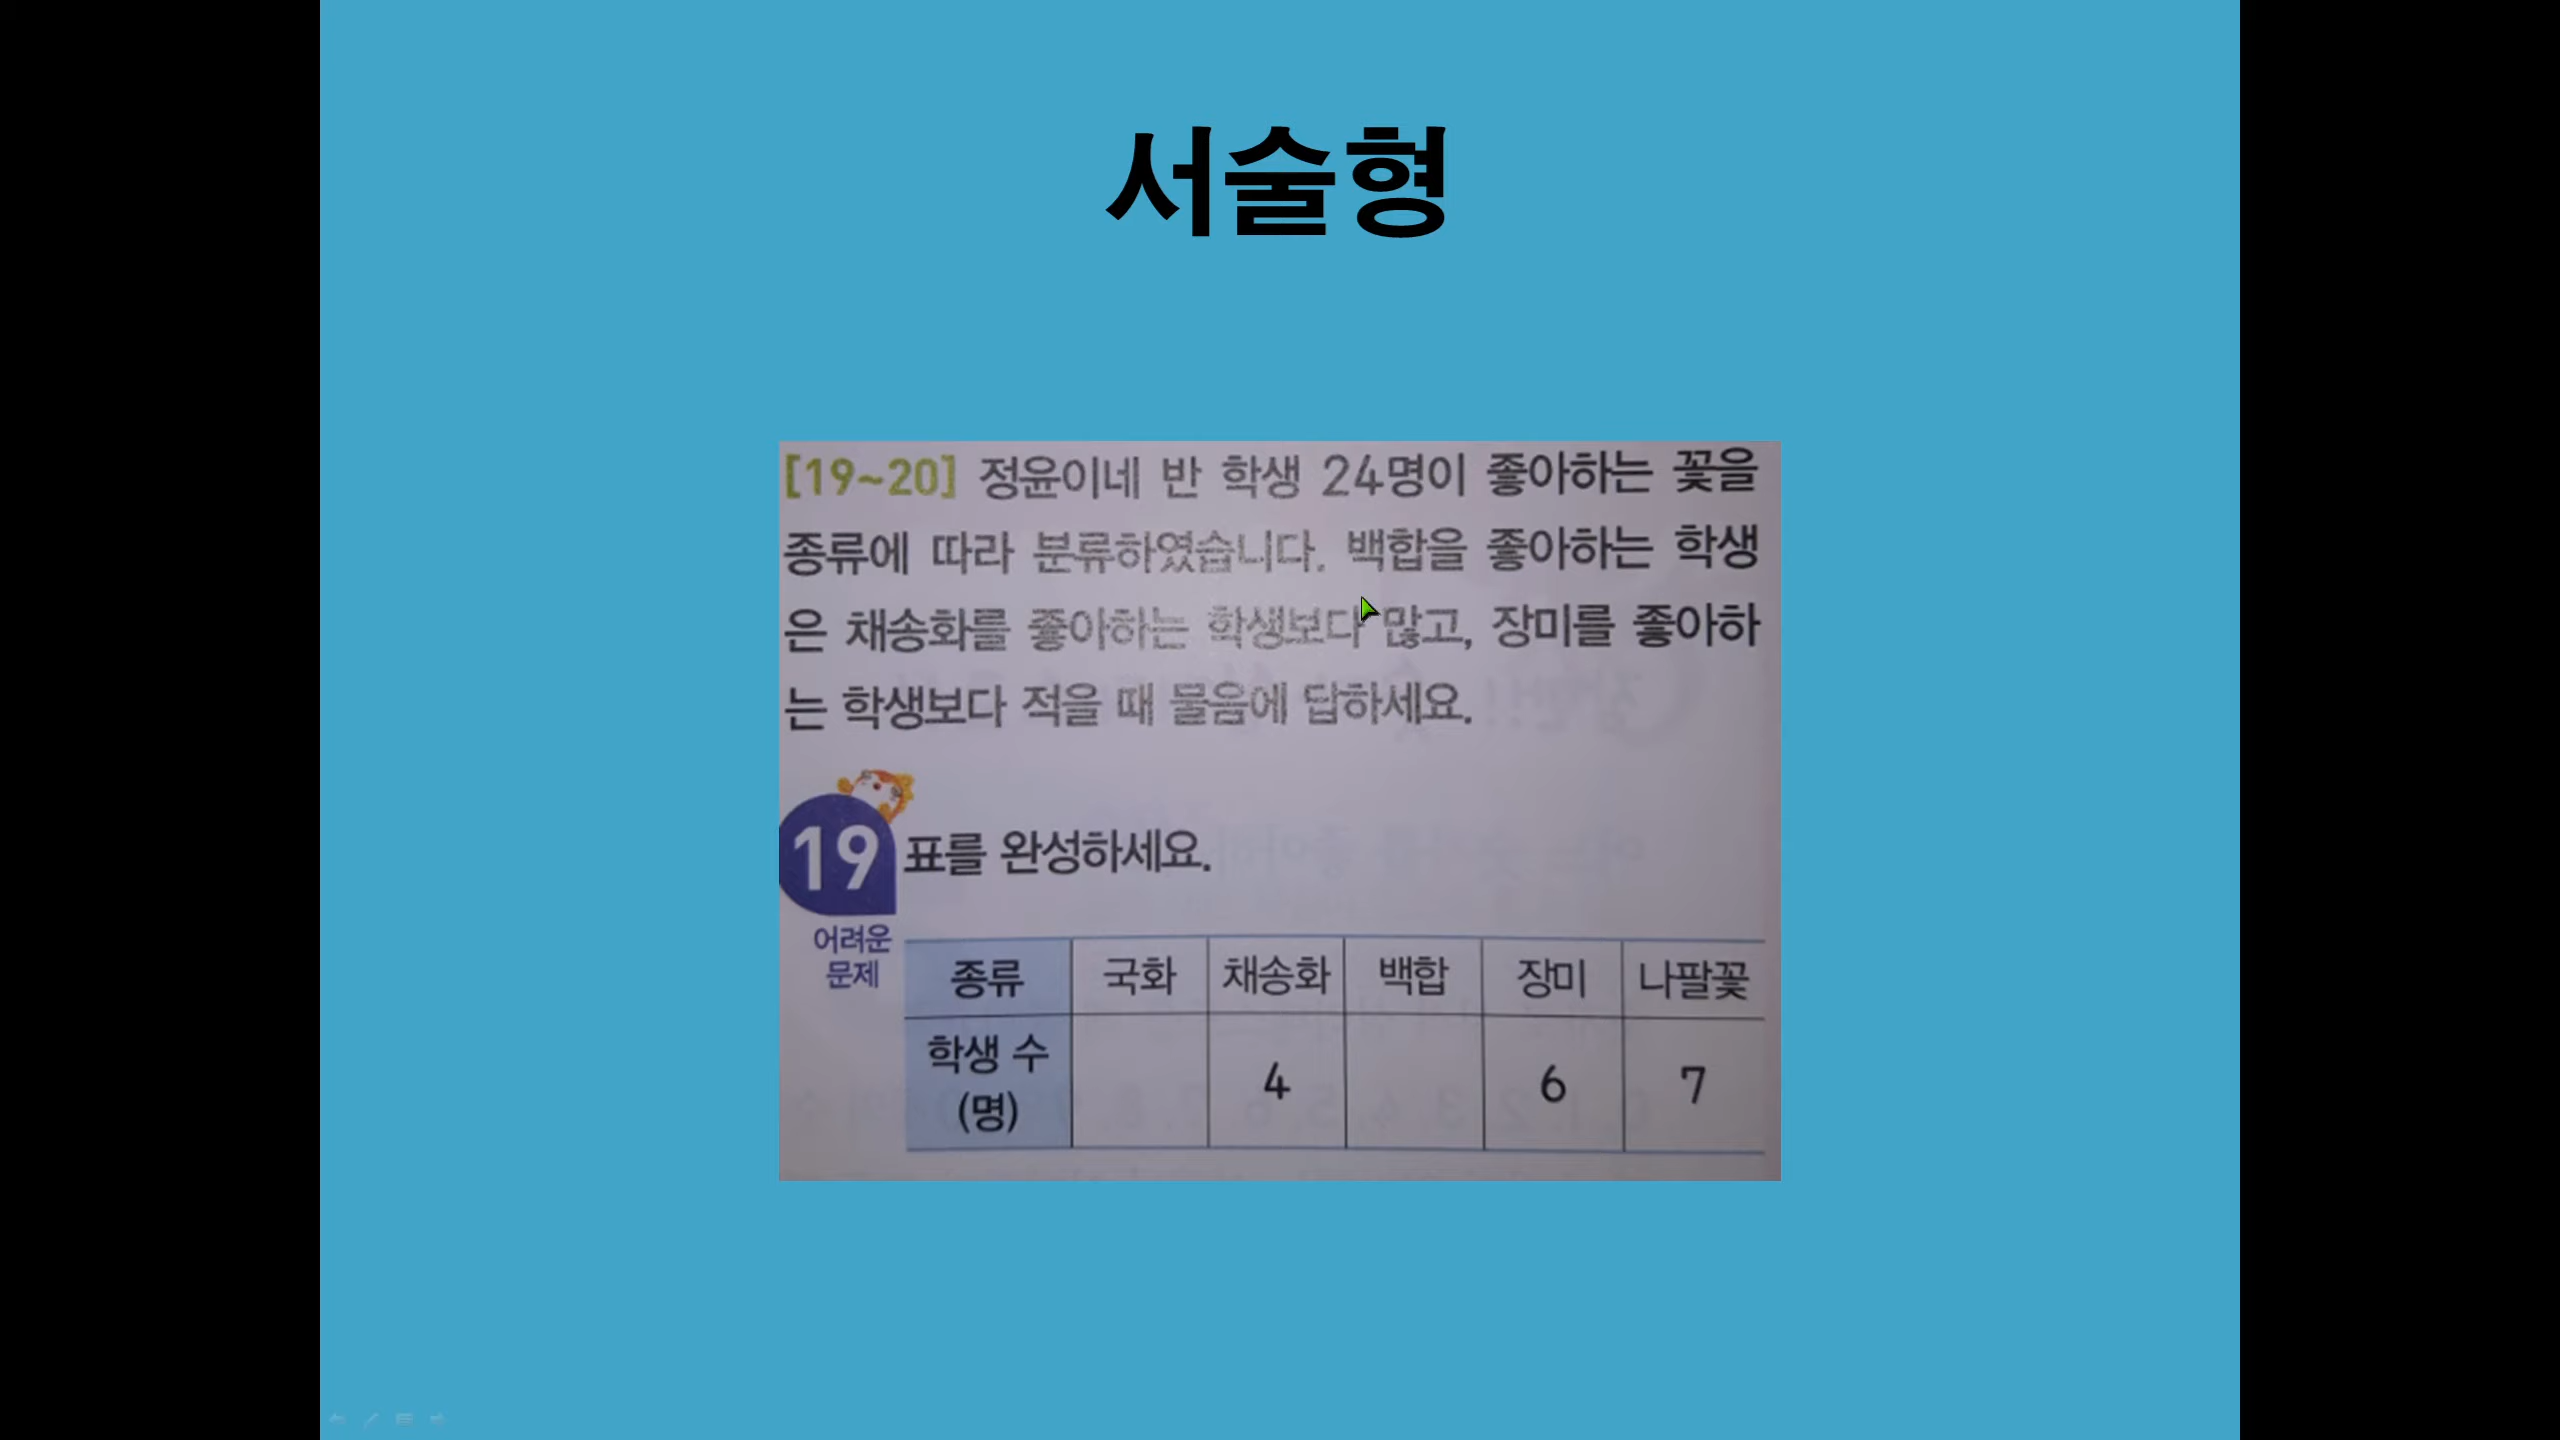 서술형
[19~20] 정윤이네 반 학생 24명이 좋아하는 꽃을
종류에 따라 분류하였습니다. 백합을 좋아하는 학생
은 채송화를 좋아하는 학생보다 많고, 장미를 좋아하
는 학생보다 적을 때 물음에 답하세요.
19 표를 완성하세요.
어려운
문제
종류 국화 채송화 백합 장미 나팔꽃
학생 수
(명) 4 6 7